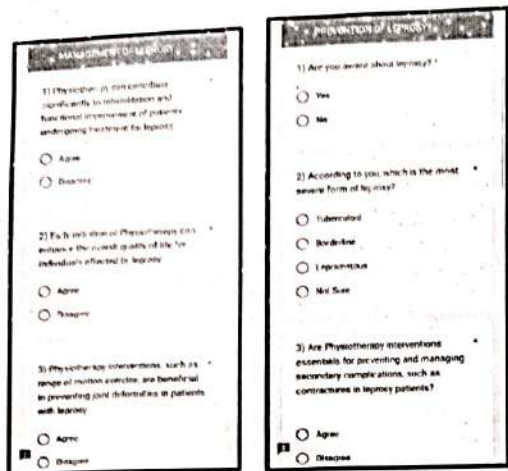 MANAGEMENT OF LEPROSY
1) Physiotherapy can contribute
significantly to rehabilitation and
functional improvement of patients
undergoing treatment for leprosy
Agree
Disagree
2) Early initiation of Physiotherapy can *
enhance the overall quality of life for
individuals affected by leprosy
Agree
Disagree
3) Physiotherapy interventions, such as *
range of motion exercise, are beneficial
in preventing joint deformities in patients
with leprosy
Agree
Disagree
PREVENTION OF LEPROSY
1) Are you aware about leprosy? *
Yes
No
2) According to you, which is the most *
severe form of leprosy?
Tuberculoid
Borderline
Lepromatous
Not Sure
3) Are Physiotherapy interventions *
essentials for preventing and managing
secondary complications, such as
contractures in leprosy patients?
Agree
Disagree